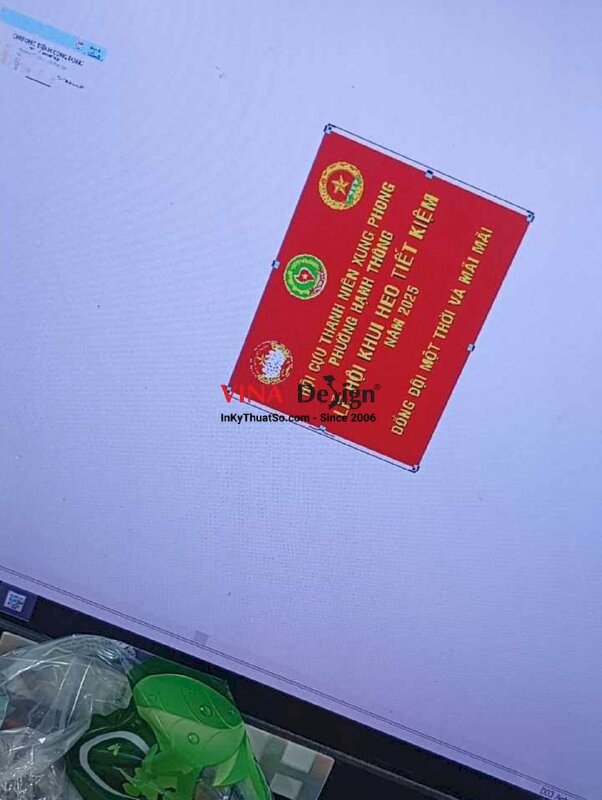 HỘI CỰU THANH NIÊN XUNG PHONG
PHƯỜNG HẠNH THÔNG
LỄ HỘI KHUI HEO TIẾT KIỆM
NĂM 2025
ĐỒNG ĐỘI MỘT THỜI VÀ MÃI MÃI
VINA Design®
InKyThuatSo.com - Since 2006